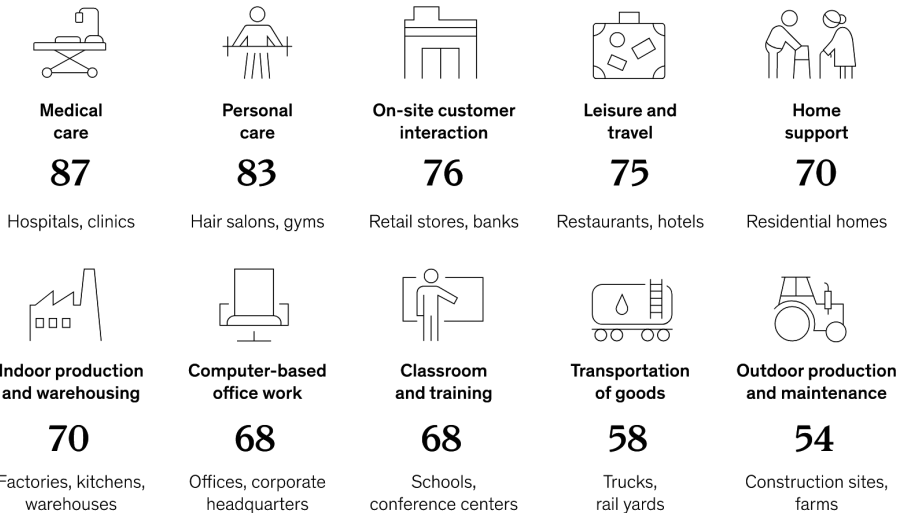 Medical
care
87
Hospitals, clinics
Personal
care
83
Hair salons, gyms
On-site customer
interaction
76
Retail stores, banks
Leisure and
travel
75
Restaurants, hotels
Home
support
70
Residential homes
Indoor production
and warehousing
70
Factories, kitchens,
warehouses
Computer-based
office work
68
Offices, corporate
headquarters
Classroom
and training
68
Schools,
conference centers
Transportation
of goods
58
Trucks,
rail yards
Outdoor production
and maintenance
54
Construction sites,
farms